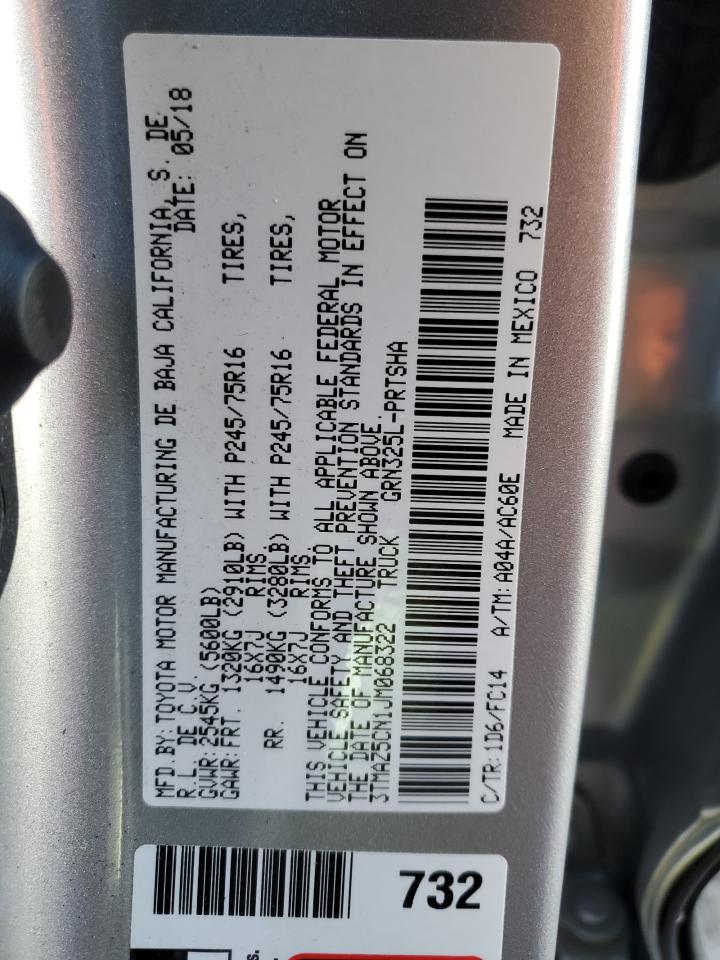 MFD.BY:TOYOTA MOTOR MANUFACTURING DE BAJA CALIFORNIA, S. DE
R.L. DE C.V. DATE: 05/18
GVWR:2545KG (5600LB)
GAWR:FRT. 1320KG (2910LB) WITH P245/75R16 TIRES,
16X7J RIMS,
RR. 1490KG (3280LB) WITH P245/75R16 TIRES,
16X7J RIMS.
THIS VEHICLE CONFORMS TO ALL APPLICABLE FEDERAL MOTOR
VEHICLE SAFETY AND THEFT PREVENTION STANDARDS IN EFFECT ON
THE DATE OF MANUFACTURE SHOWN ABOVE.
3TMAZ5CN1JM068322 TRUCK GRN325L-PRTSHA
C/TR:1D6/FC14 A/TM:A04A/AC60E MADE IN MEXICO 732
732